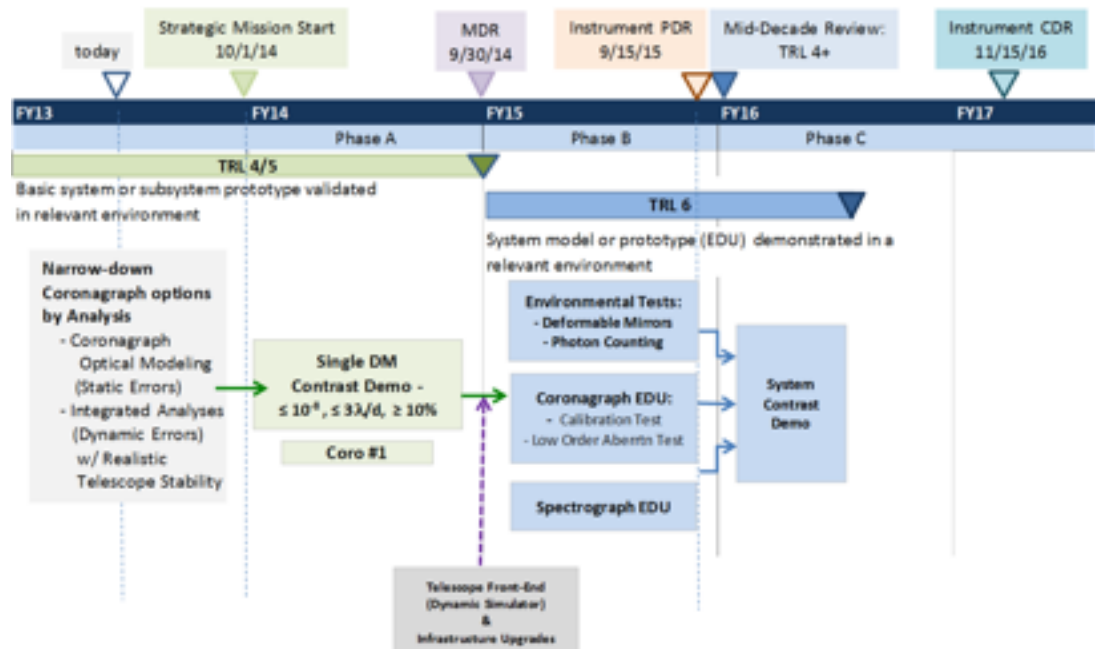 today
Strategic Mission Start
10/1/14
MDR
9/30/14
Instrument PDR
9/15/15
Mid-Decade Review:
TRL 4+
Instrument CDR
11/15/16
FY13
FY14
FY15
FY16
FY17
Phase A
Phase B
Phase C
TRL 4/5
Basic system or subsystem prototype validated
in relevant environment
TRL 6
System model or prototype (EDU) demonstrated in a
relevant environment
Narrow-down
Coronagraph options
by Analysis
- Coronagraph
Optical Modeling
(Static Errors)
- Integrated Analyses
(Dynamic Errors)
w/ Realistic
Telescope Stability
Single DM
Contrast Demo -
≤ 10⁻⁸, ≤ 3λ/d, ≥ 10%
Coro #1
Environmental Tests:
- Deformable Mirrors
- Photon Counting
Coronagraph EDU:
- Calibration Test
- Low Order Aberrtn Test
Spectrograph EDU
System
Contrast
Demo
Telescope Front-End
(Dynamic Simulator)
&
Infrastructure Upgrades